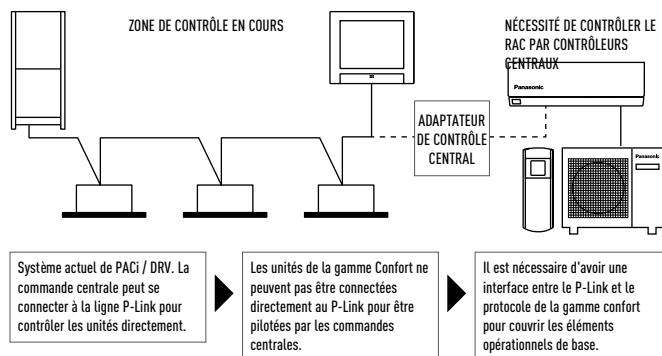 ZONE DE CONTRÔLE EN COURS
NÉCESSITÉ DE CONTRÔLER LE
RAC PAR CONTRÔLEURS
CENTRAUX
Panasonic
ADAPTATEUR
DE CONTRÔLE
CENTRAL
Panasonic
Système actuel de PACi / DRV. La
commande centrale peut se
connecter à la ligne P-Link pour
contrôler les unités directement.
Les unités de la gamme Confort ne
peuvent pas être connectées
directement au P-Link pour être
pilotées par les commandes
centrales.
Il est nécessaire d'avoir une
interface entre le P-Link et le
protocole de la gamme confort
pour couvrir les éléments
opérationnels de base.